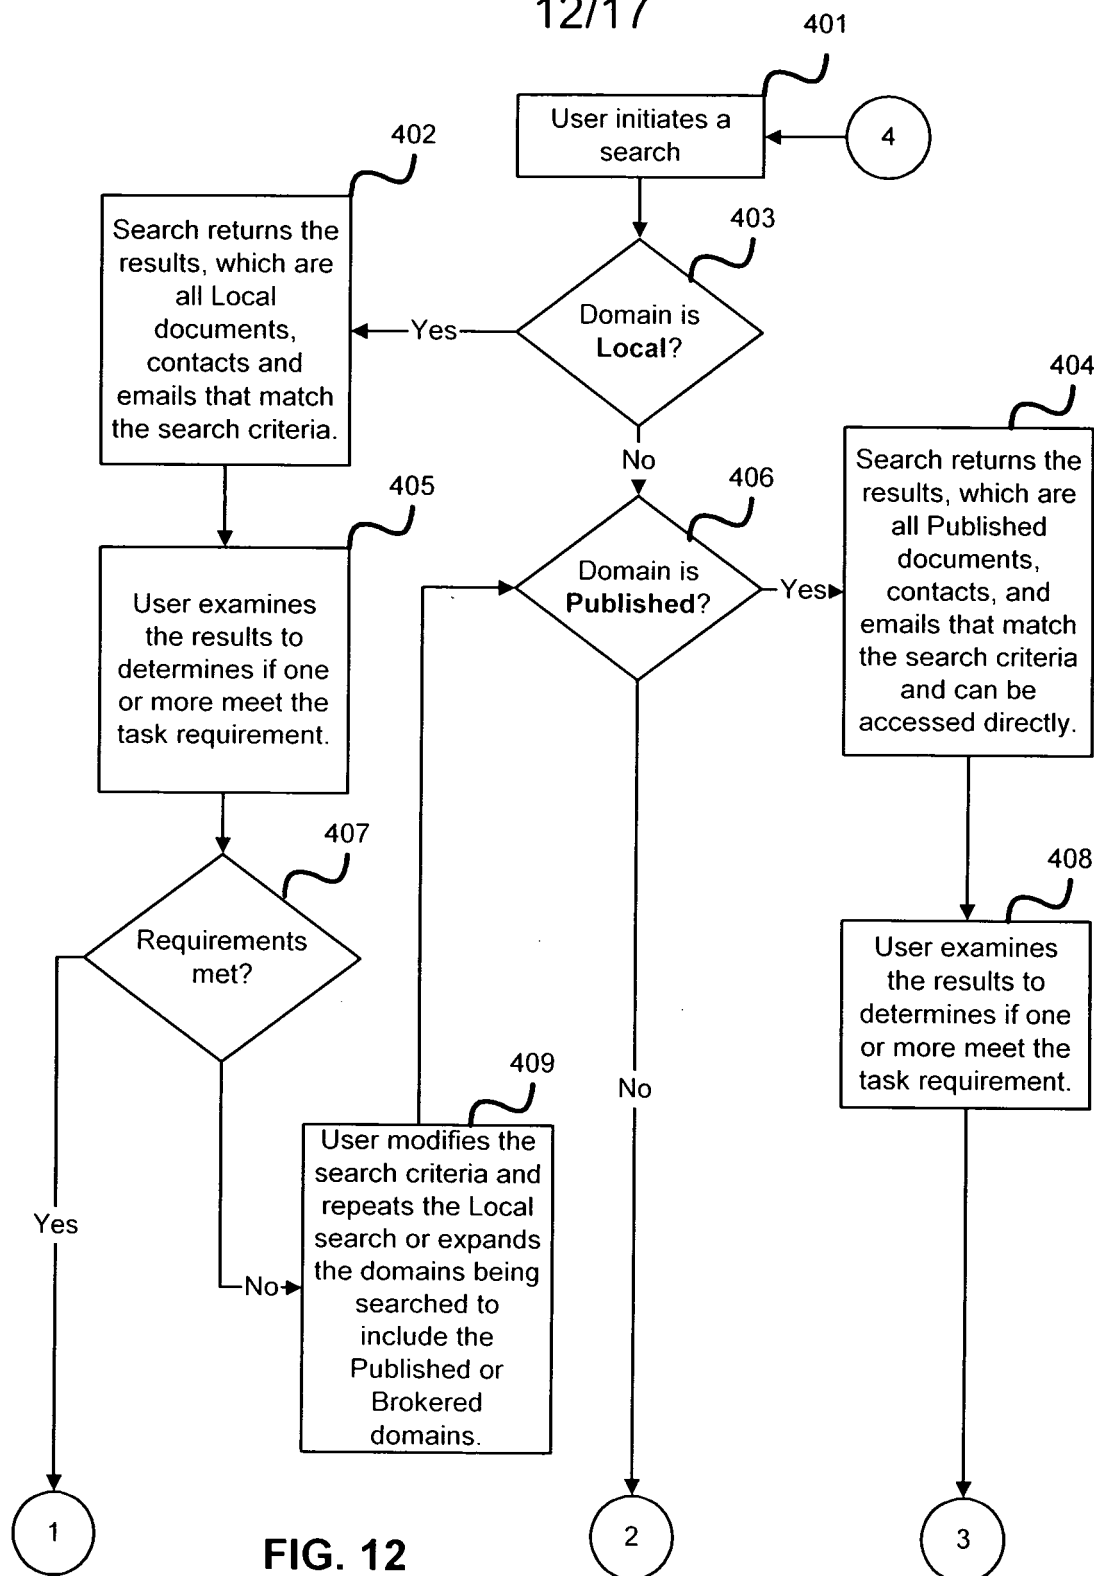 12/17
401
User initiates a
search
4
402
Search returns the
results, which are
all Local
documents,
contacts and
emails that match
the search criteria.
403
Domain is
Local?
Yes
No
404
Search returns the
results, which are
all Published
documents,
contacts, and
emails that match
the search criteria
and can be
accessed directly.
405
User examines
the results to
determines if one
or more meet the
task requirement.
406
Domain is
Published?
Yes
No
407
Requirements
met?
Yes
No
408
User examines
the results to
determines if one
or more meet the
task requirement.
409
User modifies the
search criteria and
repeats the Local
search or expands
the domains being
searched to
include the
Published or
Brokered
domains.
1
2
3
FIG. 12